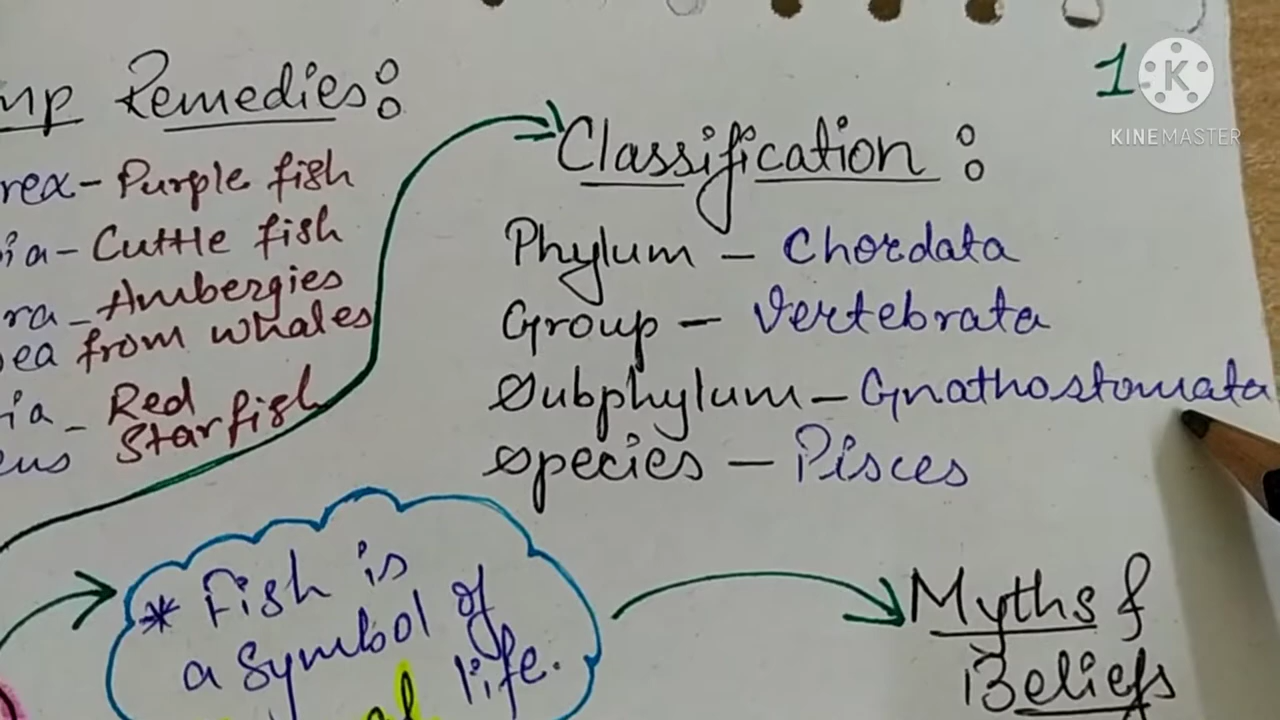 mp Remedies:
rex - Purple fish
ia - Cuttle fish
ra - Ambergies
ea from whales
ia - Red
Starfish
eus
1
KINEMASTER
Classification :
Phylum - Chordata
Group - Vertebrata
Subphylum - Gnathostomata
species - Pisces
* Fish is
a Symbol of
life.
Myths &
Beliefs